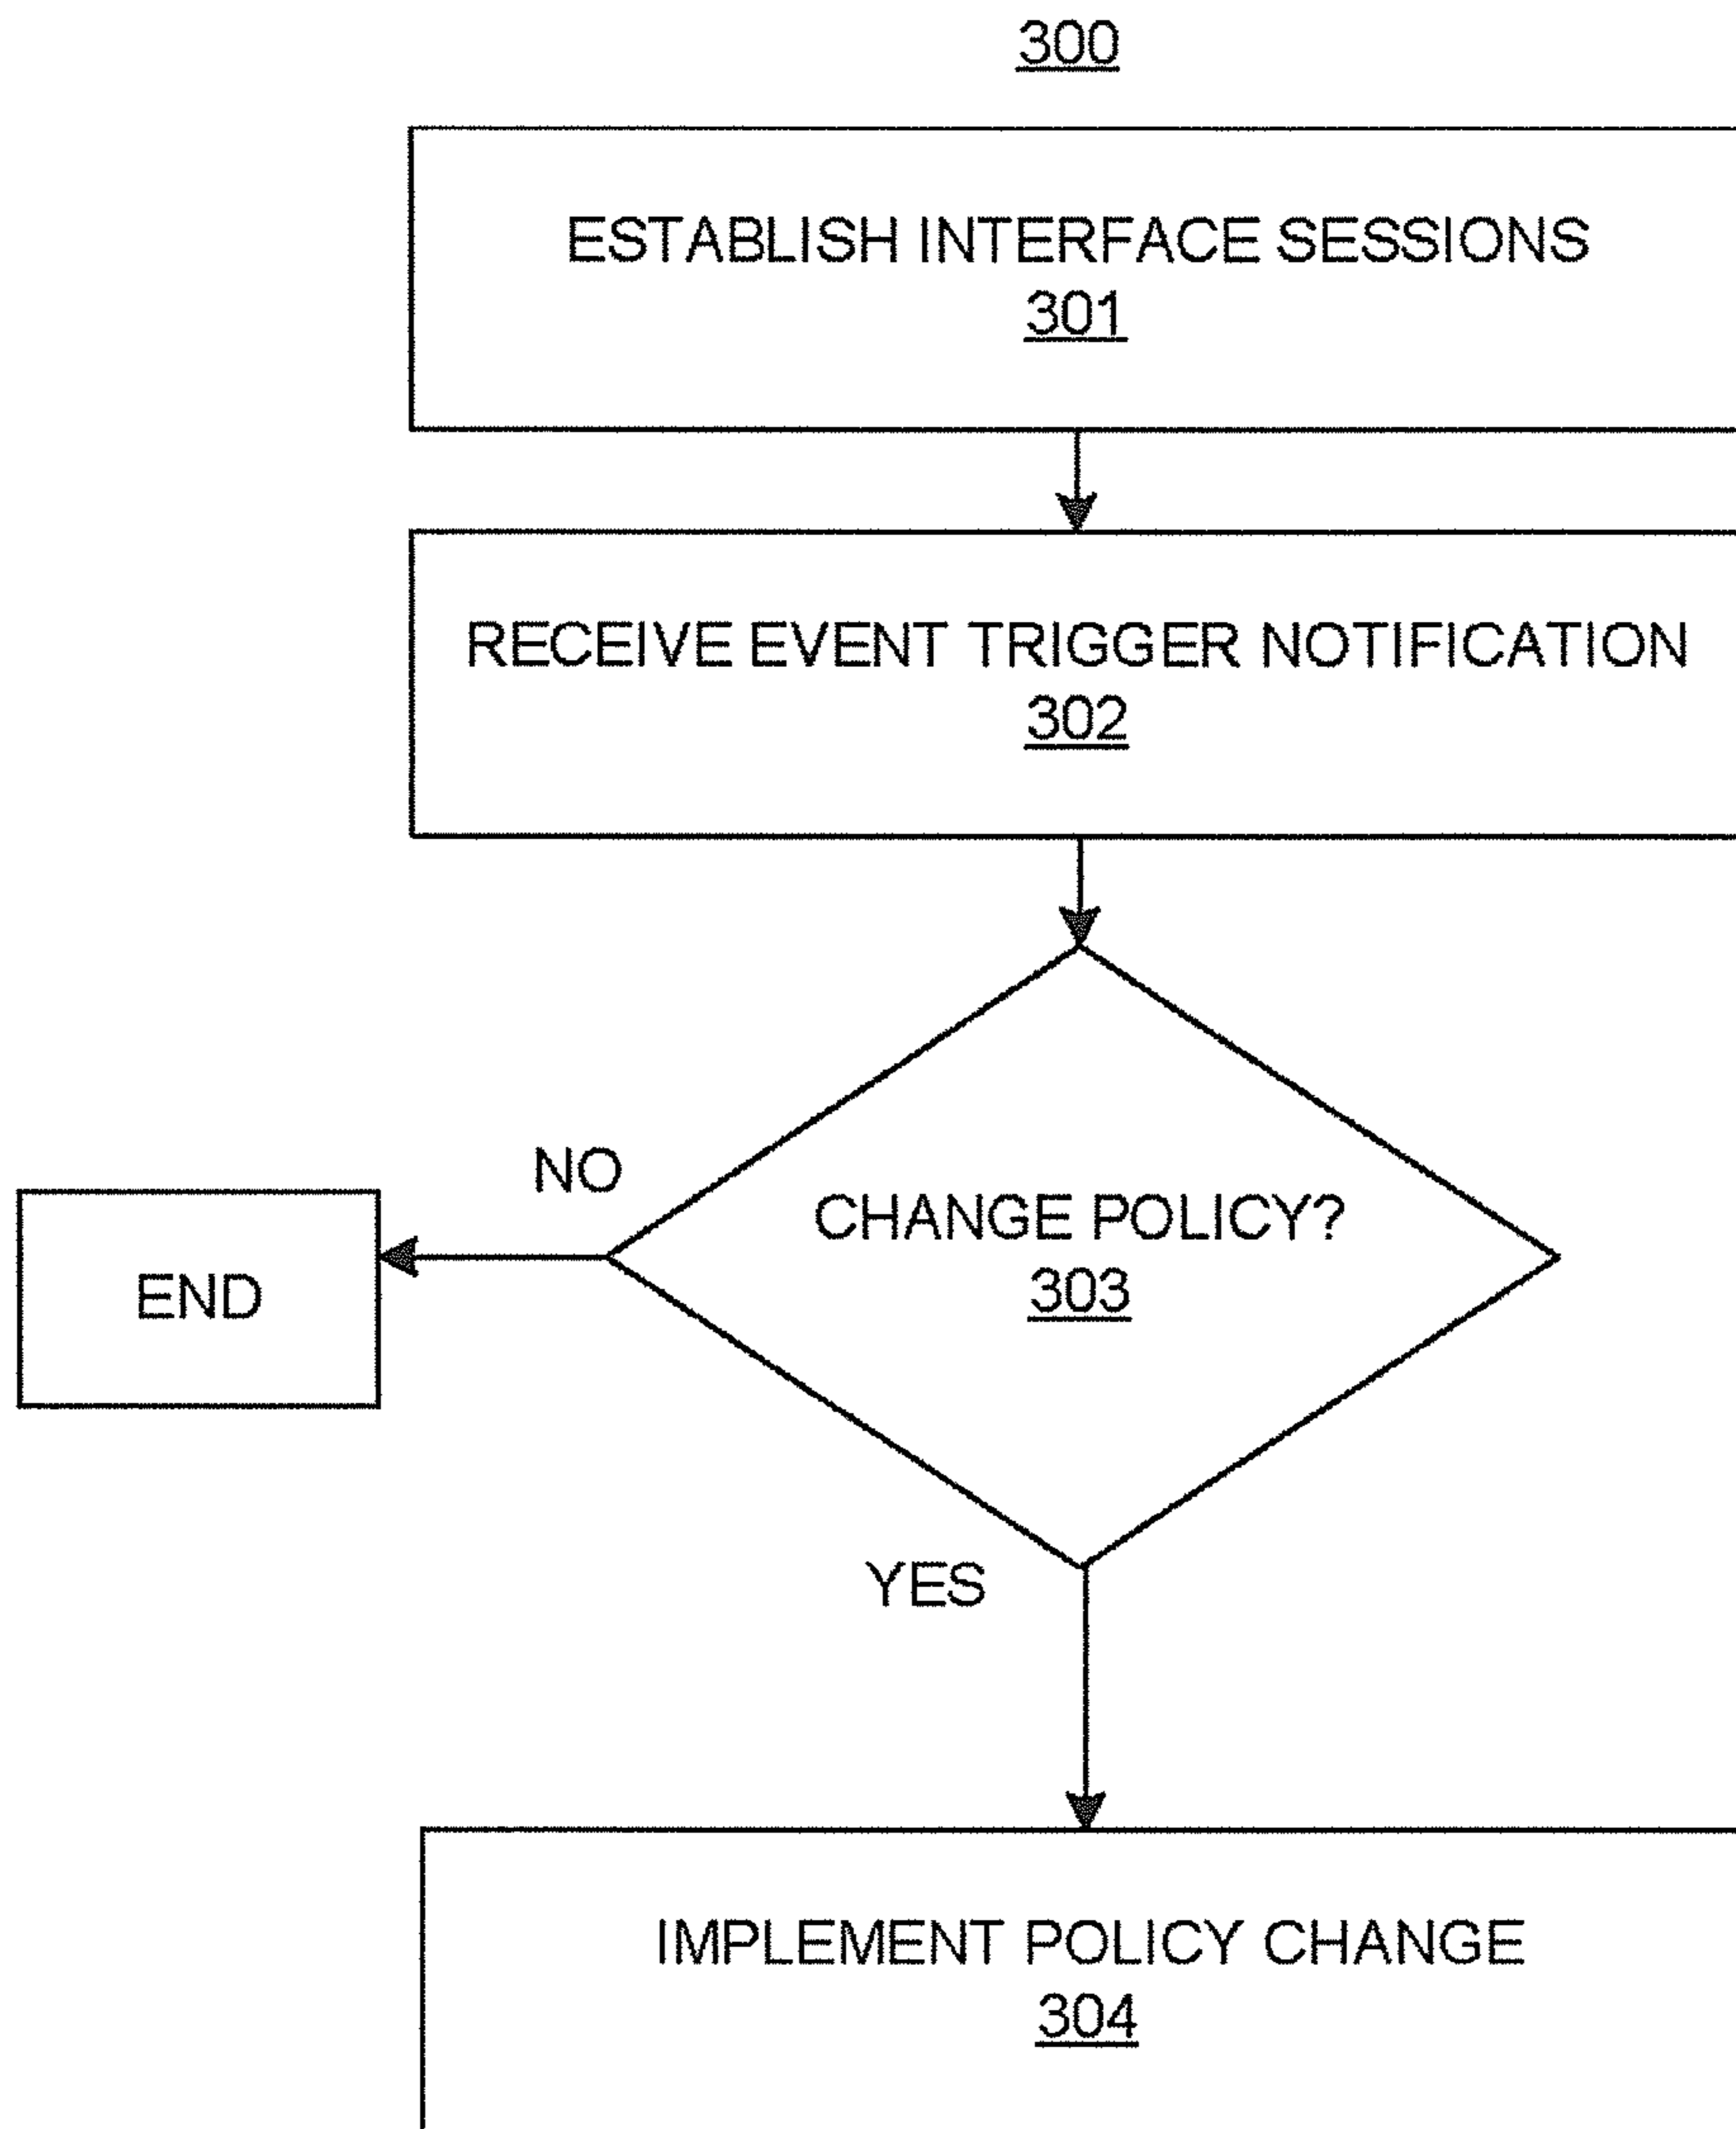 300
ESTABLISH INTERFACE SESSIONS
301
RECEIVE EVENT TRIGGER NOTIFICATION
302
NO
CHANGE POLICY?
303
END
YES
IMPLEMENT POLICY CHANGE
304